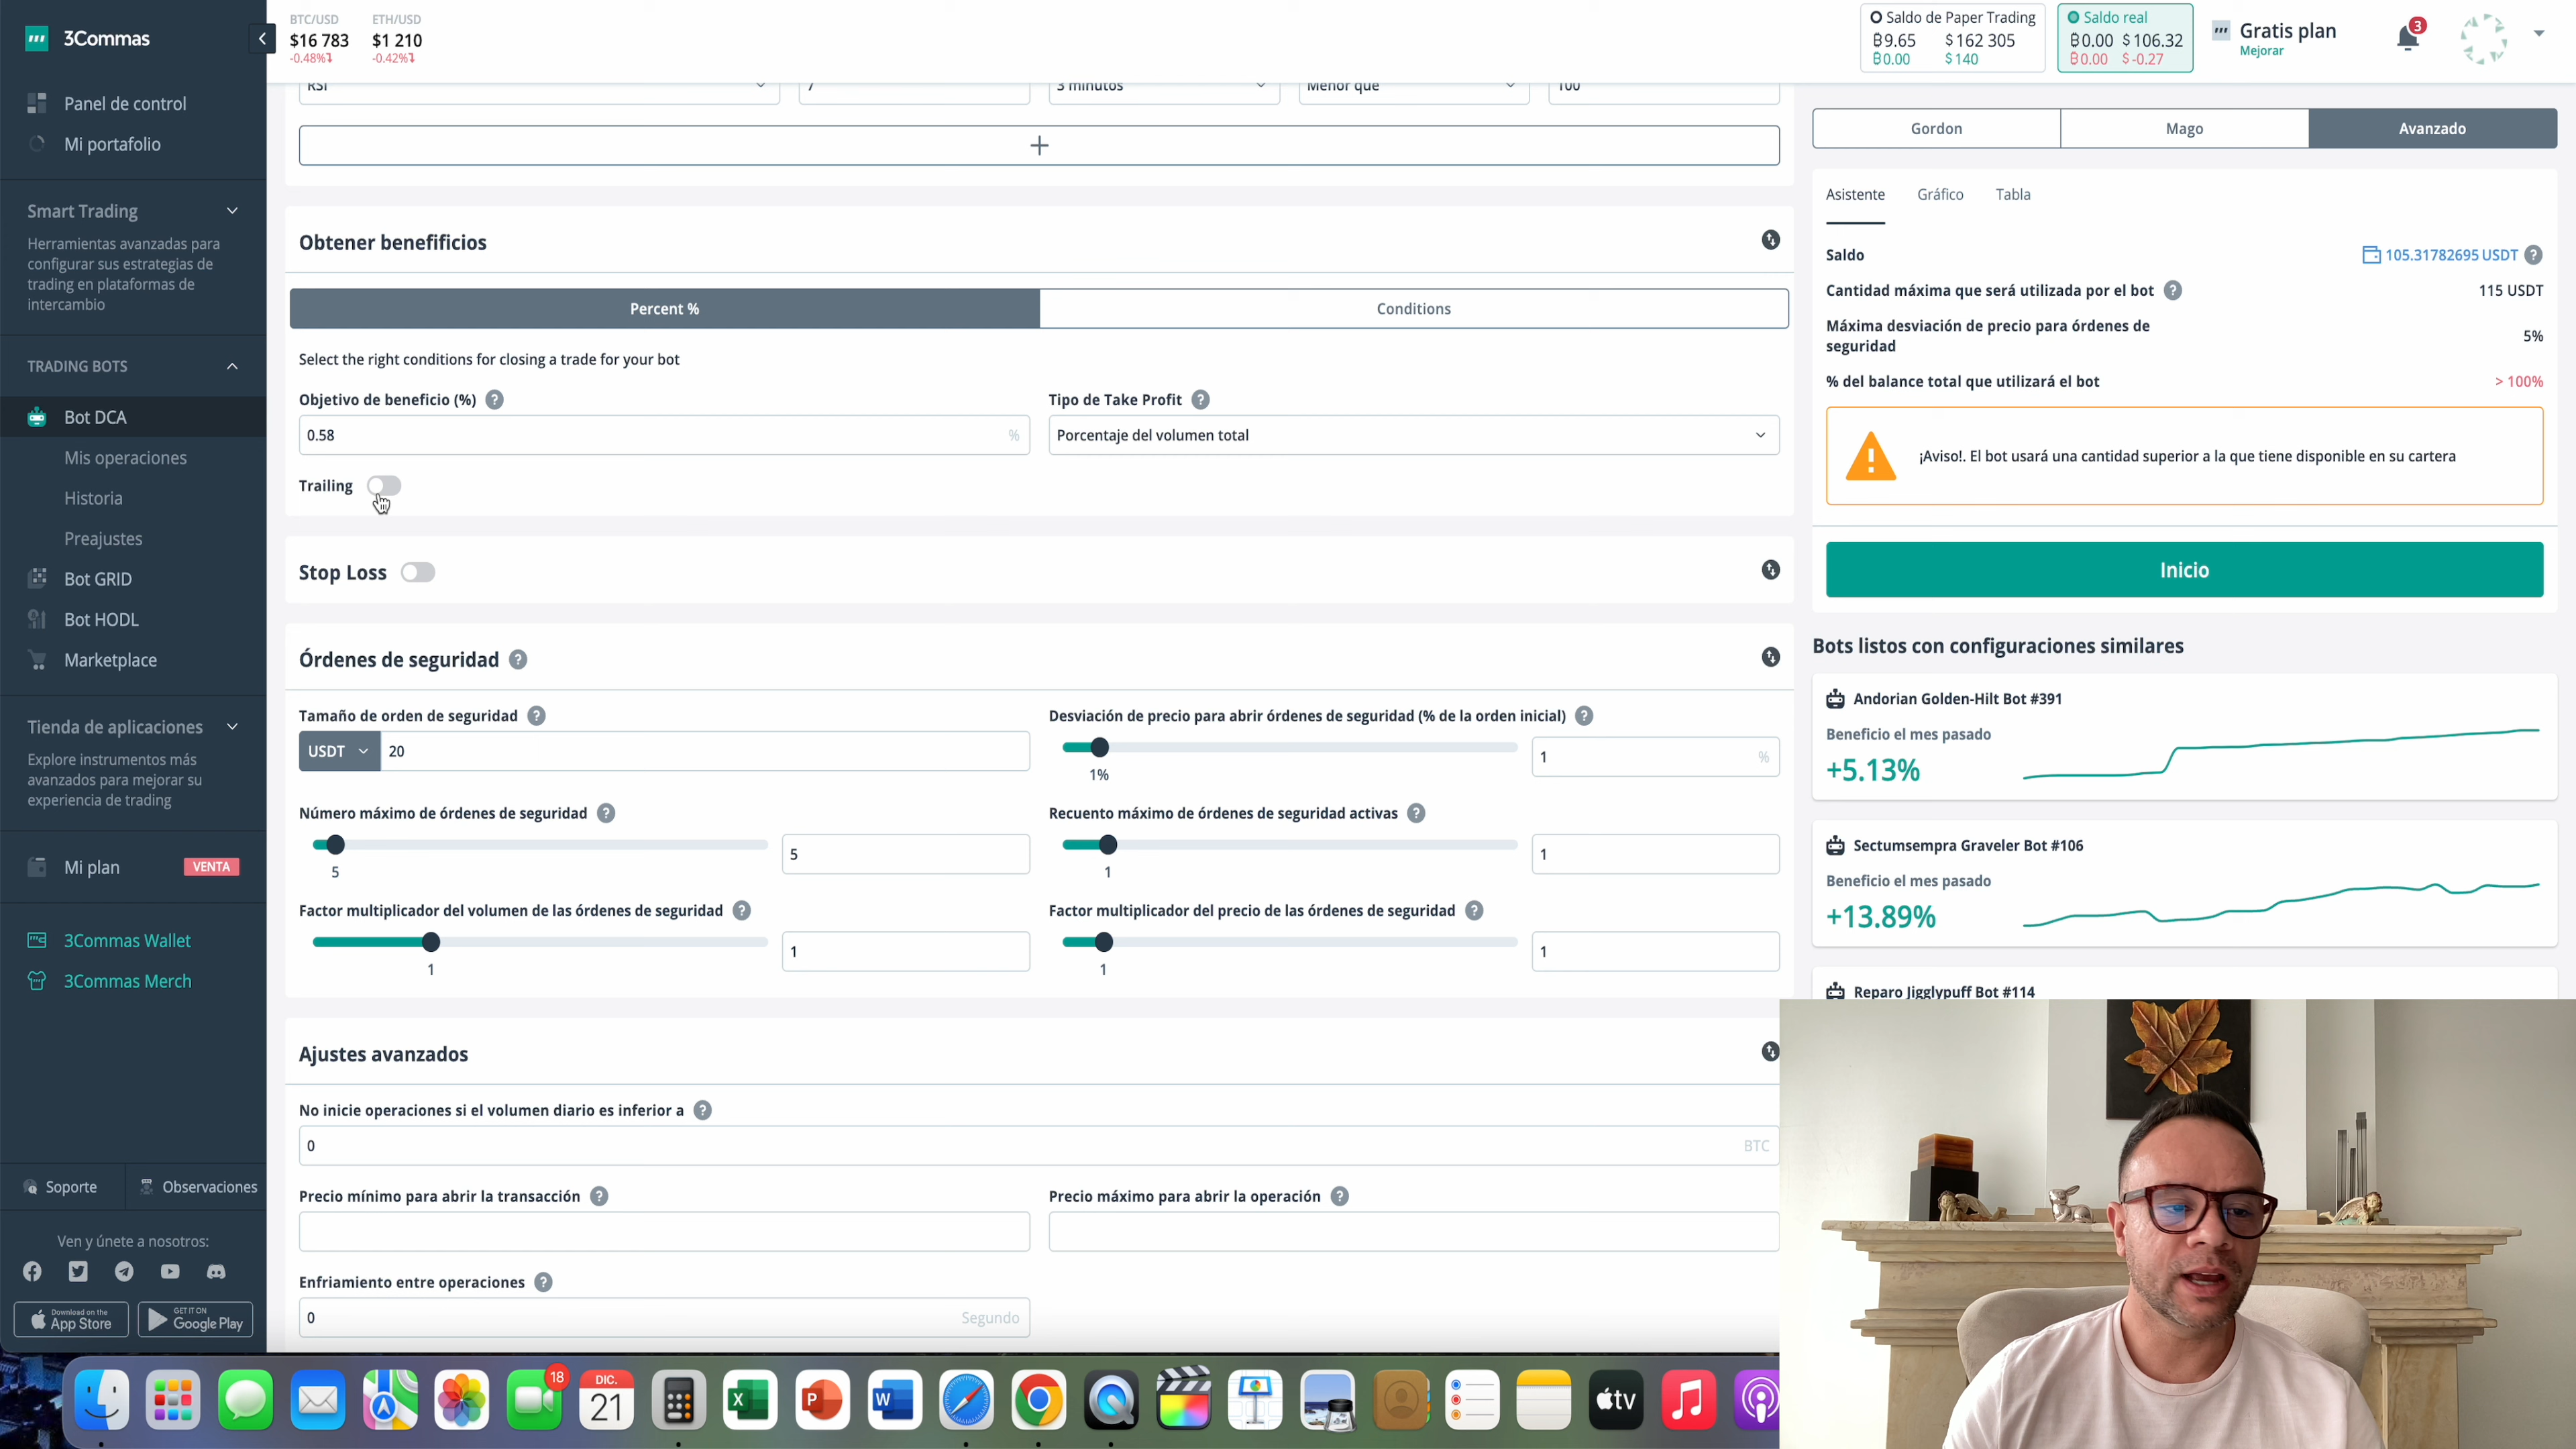 3Commas
BTC/USD
$16 783
-0.48%
ETH/USD
$1 210
-0.42%
Saldo de Paper Trading
₿9.65 $162 305
₿0.00 $140
Saldo real
₿0.00 $106.32
₿0.00 $-0.27
Gratis plan
Mejorar
3
Panel de control
Mi portafolio
Smart Trading
Herramientas avanzadas para
configurar sus estrategias de
trading en plataformas de
intercambio
TRADING BOTS
Bot DCA
Mis operaciones
Historia
Preajustes
Bot GRID
Bot HODL
Marketplace
Tienda de aplicaciones
Explore instrumentos más
avanzados para mejorar su
experiencia de trading
Mi plan VENTA
3Commas Wallet
3Commas Merch
Soporte Observaciones
Ven y únete a nosotros:
Download on the
App Store
GET IT ON
Google Play
RSI 7 3 minutos Menor que 100
+
Obtener benefificios
Percent % Conditions
Select the right conditions for closing a trade for your bot
Objetivo de beneficio (%) ?
0.58 %
Tipo de Take Profit ?
Porcentaje del volumen total
Trailing
Stop Loss
Órdenes de seguridad ?
Tamaño de orden de seguridad ?
USDT 20
Desviación de precio para abrir órdenes de seguridad (% de la orden inicial) ?
1 %
1%
Número máximo de órdenes de seguridad ?
5
5
Recuento máximo de órdenes de seguridad activas ?
1
1
Factor multiplicador del volumen de las órdenes de seguridad ?
1
1
Factor multiplicador del precio de las órdenes de seguridad ?
1
1
Ajustes avanzados
No inicie operaciones si el volumen diario es inferior a ?
0 BTC
Precio mínimo para abrir la transacción ?
Precio máximo para abrir la operación ?
Enfriamiento entre operaciones ?
0 Segundo
Gordon Mago Avanzado
Asistente Gráfico Tabla
Saldo 105.31782695 USDT ?
Cantidad máxima que será utilizada por el bot ? 115 USDT
Máxima desviación de precio para órdenes de
seguridad 5%
% del balance total que utilizará el bot > 100%
¡Aviso!. El bot usará una cantidad superior a la que tiene disponible en su cartera
Inicio
Bots listos con configuraciones similares
Andorian Golden-Hilt Bot #391
Beneficio el mes pasado
+5.13%
Sectumsempra Graveler Bot #106
Beneficio el mes pasado
+13.89%
Reparo Jigglypuff Bot #114
18
DIC.
21
X
P
W
tv